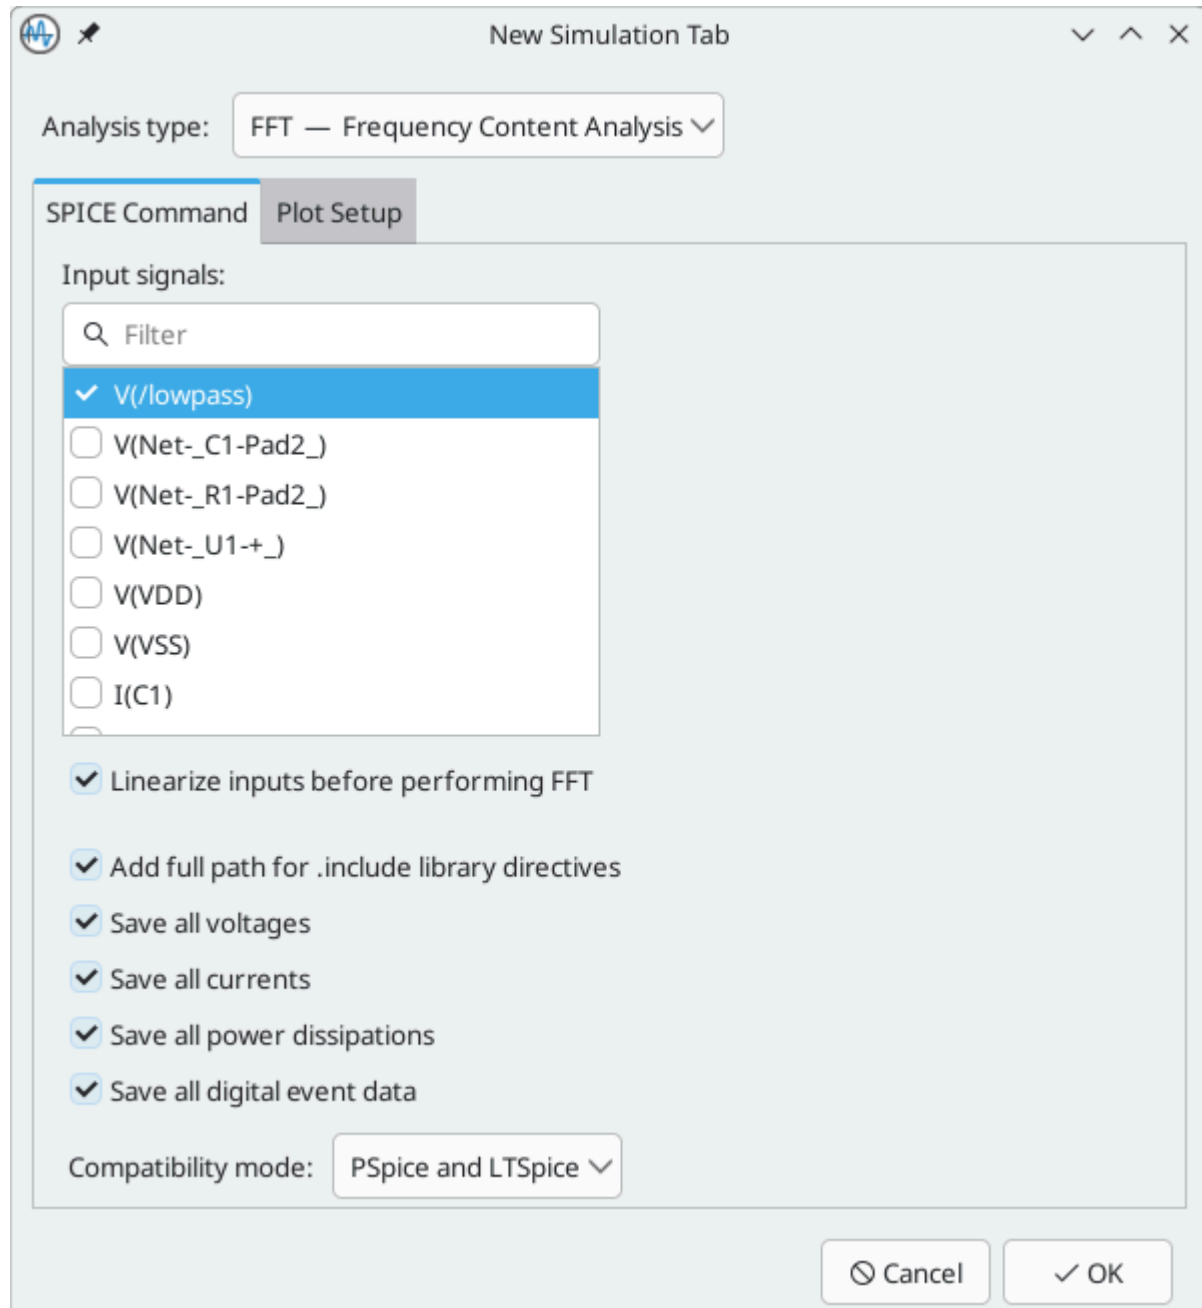 New Simulation Tab
Analysis type: FFT — Frequency Content Analysis
SPICE Command Plot Setup
Input signals:
Filter
V(/lowpass)
V(Net-_C1-Pad2_)
V(Net-_R1-Pad2_)
V(Net-_U1-+_)
V(VDD)
V(VSS)
I(C1)
Linearize inputs before performing FFT
Add full path for .include library directives
Save all voltages
Save all currents
Save all power dissipations
Save all digital event data
Compatibility mode: PSpice and LTSpice
Cancel OK